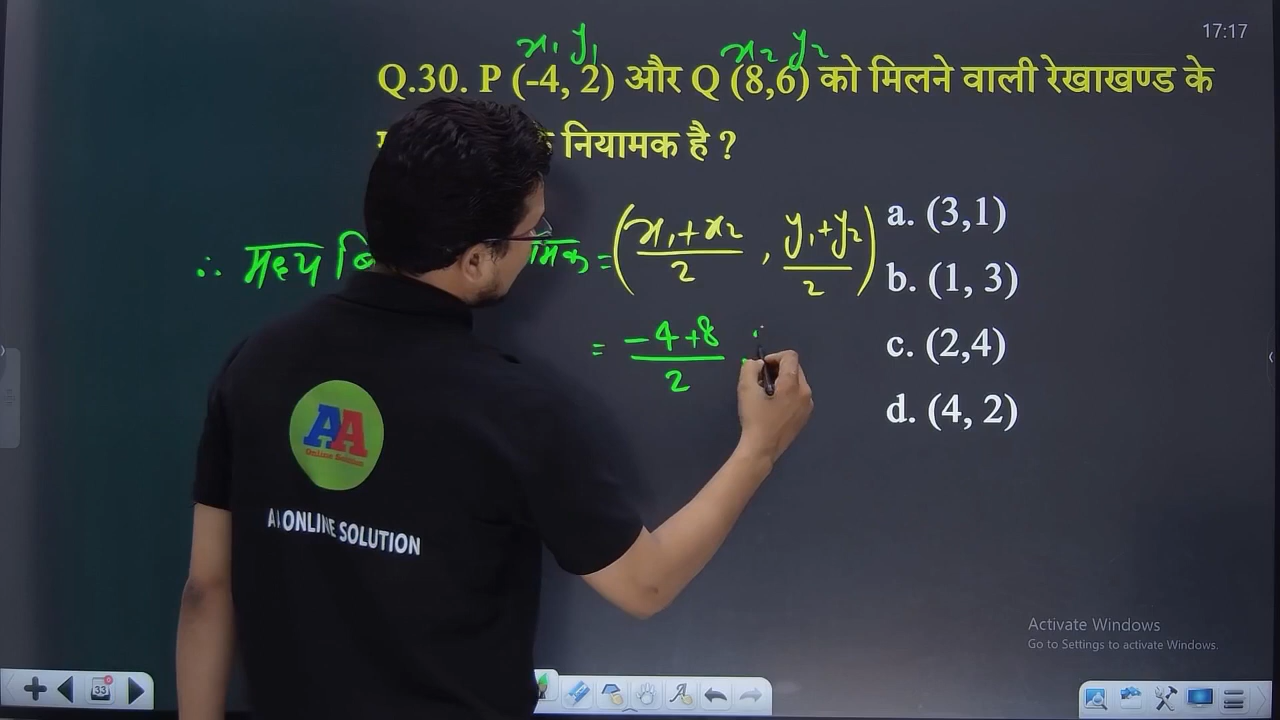 17:17
x₁ y₁ x₂ y₂
Q.30. P (-4, 2) और Q (8,6) को मिलने वाली रेखाखण्ड के
नियामक है ?
∴ मध्य = (x₁+x₂/2 , y₁+y₂/2)
= -4+8/2
a. (3,1)
b. (1, 3)
c. (2,4)
d. (4, 2)
AA
Online Solution
ONLINE SOLUTION
Activate Windows
Go to Settings to activate Windows.
33